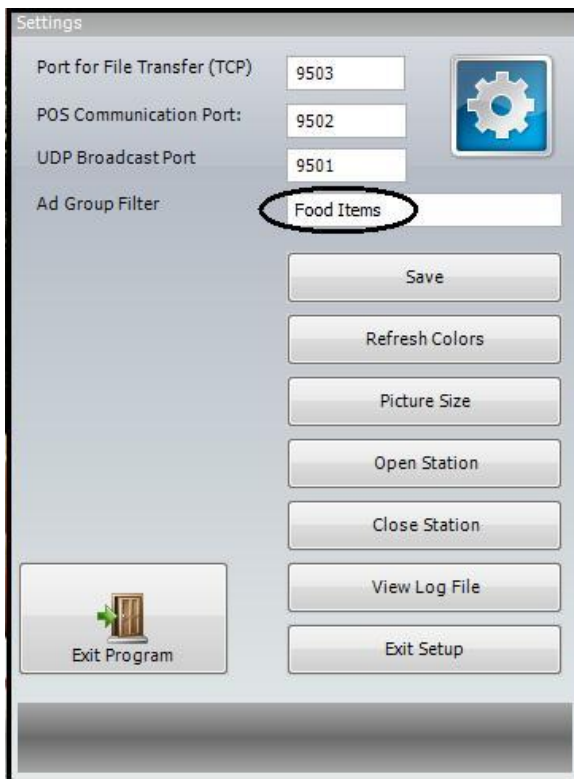 Settings
Port for File Transfer (TCP) 9503
POS Communication Port: 9502
UDP Broadcast Port 9501
Ad Group Filter Food Items
Save
Refresh Colors
Picture Size
Open Station
Close Station
View Log File
Exit Program
Exit Setup